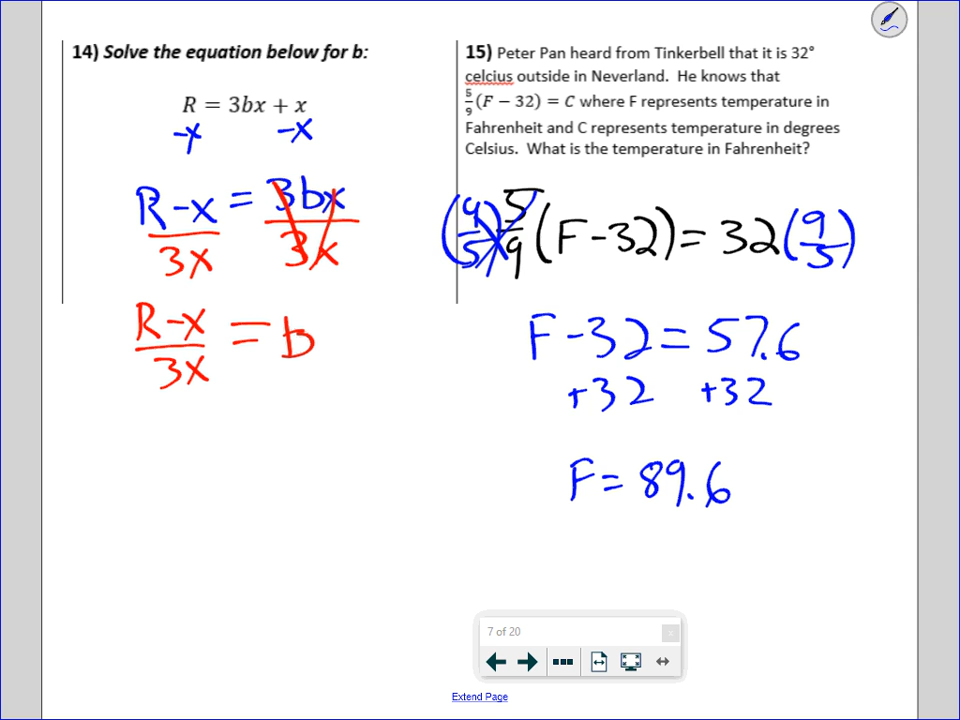 14) Solve the equation below for b:
R = 3bx + x
-x -x
R-x = 3bx
3x 3x
R-x = b
3x
15) Peter Pan heard from Tinkerbell that it is 32°
celcius outside in Neverland. He knows that
5/9 (F − 32) = C where F represents temperature in
Fahrenheit and C represents temperature in degrees
Celsius. What is the temperature in Fahrenheit?
(9/5) 5/9 (F-32) = 32 (9/5)
F-32 = 57.6
+32 +32
F = 89.6
7 of 20
x
Extend Page